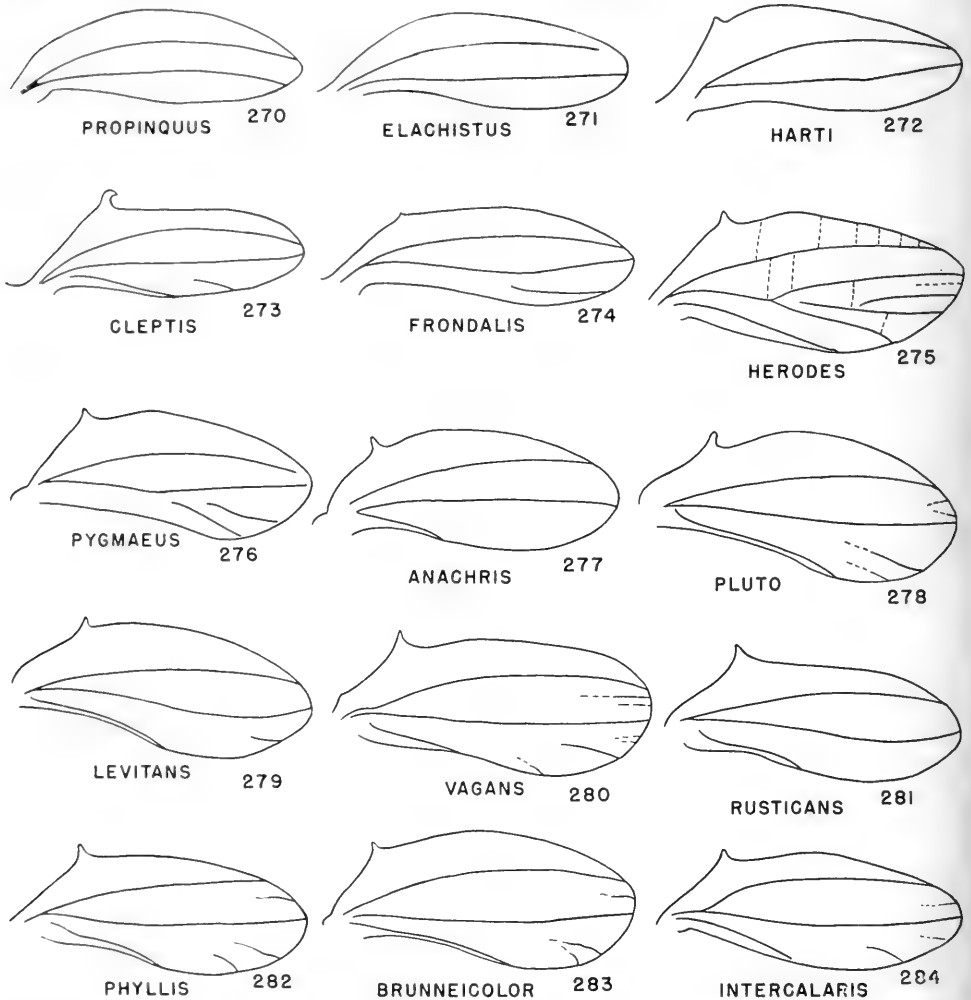 PROPINQUUS 270
ELACHISTUS 271
HARTI 272
CLEPTIS 273
FRONDALIS 274
HERODES 275
PYGMAEUS 276
ANACHRIS 277
PLUTO 278
LEVITANS 279
VAGANS 280
RUSTICANS 281
PHYLLIS 282
BRUNNEICOLOR 283
INTERCALARIS 284